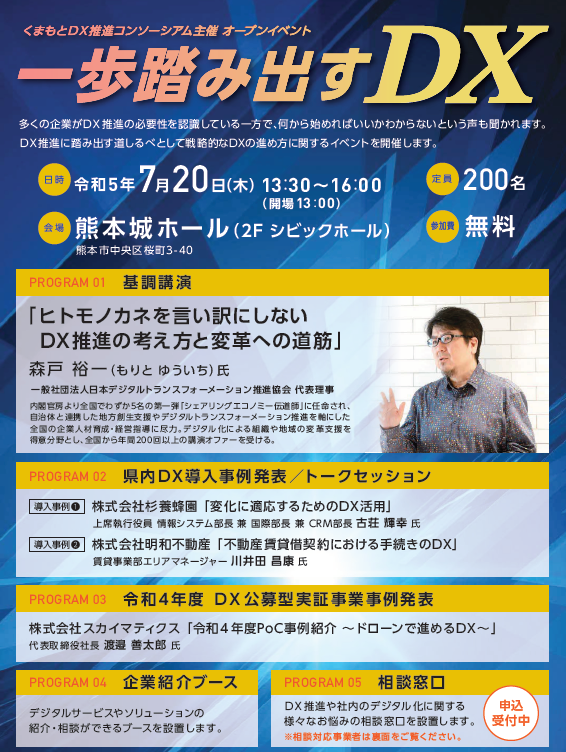 くまもとDX推進コンソーシアム主催 オープンイベント
一歩踏み出すDX
多くの企業がDX推進の必要性を認識している一方で、何から始めればいいかわからないという声も聞かれます。
DX推進に踏み出す道しるべとして戦略的なDXの進め方に関するイベントを開催します。
日時 令和5年7月20日(木) 13:30〜16:00
(開場13:00)
定員 200名
会場 熊本城ホール(2F シビックホール)
熊本市中央区桜町3-40
参加費 無料
PROGRAM 01 基調講演
「ヒトモノカネを言い訳にしない
DX推進の考え方と変革への道筋」
森戸 裕一(もりと ゆういち)氏
一般社団法人日本デジタルトランスフォーメーション推進協会 代表理事
内閣官房より全国でわずか5名の第一弾「シェアリングエコノミー伝道師」に任命され、
自治体と連携した地方創生支援やデジタルトランスフォーメーション推進を軸にした
全国の企業人材育成・経営指導に尽力。デジタル化による組織や地域の変革支援を
得意分野とし、全国から年間200回以上の講演オファーを受ける。
PROGRAM 02 県内DX導入事例発表／トークセッション
導入事例❶ 株式会社杉養蜂園「変化に適応するためのDX活用」
上席執行役員 情報システム部長 兼 国際部長 兼 CRM部長 古荘 輝幸 氏
導入事例❷ 株式会社明和不動産「不動産賃貸借契約における手続きのDX」
賃貸事業部エリアマネージャー 川井田 昌康 氏
PROGRAM 03 令和4年度 DX公募型実証事業事例発表
株式会社スカイマティクス「令和4年度PoC事例紹介 〜ドローンで進めるDX〜」
代表取締役社長 渡邉 善太郎 氏
PROGRAM 04 企業紹介ブース
デジタルサービスやソリューションの
紹介・相談ができるブースを設置します。
PROGRAM 05 相談窓口
DX推進や社内のデジタル化に関する
様々なお悩みの相談窓口を設置します。
※相談対応事業者は裏面をご覧ください。
申込
受付中